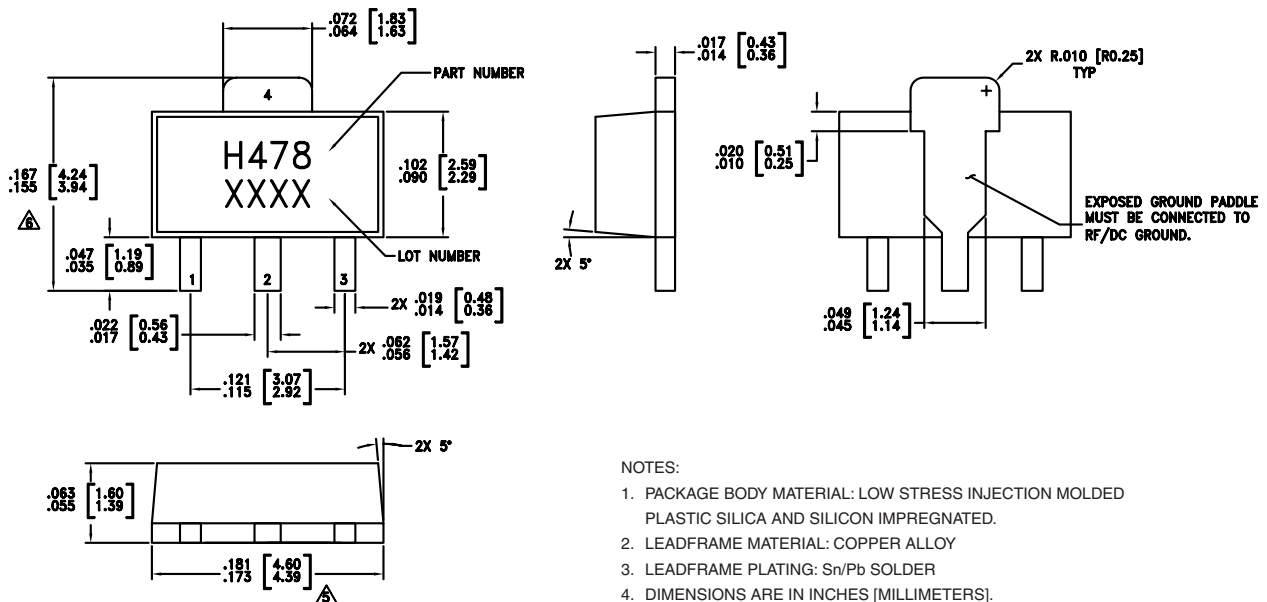 .072 [1.83]
.064 [1.63]
PART NUMBER
4
H478
XXXX
.167 [4.24]
.155 [3.94]
6
.102 [2.59]
.090 [2.29]
.047 [1.19]
.035 [0.89]
LOT NUMBER
1
2
3
2X .019 [0.48]
.014 [0.36]
.022 [0.56]
.017 [0.43]
2X .062 [1.57]
.056 [1.42]
.121 [3.07]
.115 [2.92]
.017 [0.43]
.014 [0.36]
2X 5°
2X R.010 [R0.25]
TYP
.020 [0.51]
.010 [0.25]
EXPOSED GROUND PADDLE
MUST BE CONNECTED TO
RF/DC GROUND.
.049 [1.24]
.045 [1.14]
2X 5°
.063 [1.60]
.055 [1.39]
.181 [4.60]
.173 [4.39]
5
NOTES:
1. PACKAGE BODY MATERIAL: LOW STRESS INJECTION MOLDED
PLASTIC SILICA AND SILICON IMPREGNATED.
2. LEADFRAME MATERIAL: COPPER ALLOY
3. LEADFRAME PLATING: Sn/Pb SOLDER
4. DIMENSIONS ARE IN INCHES [MILLIMETERS].